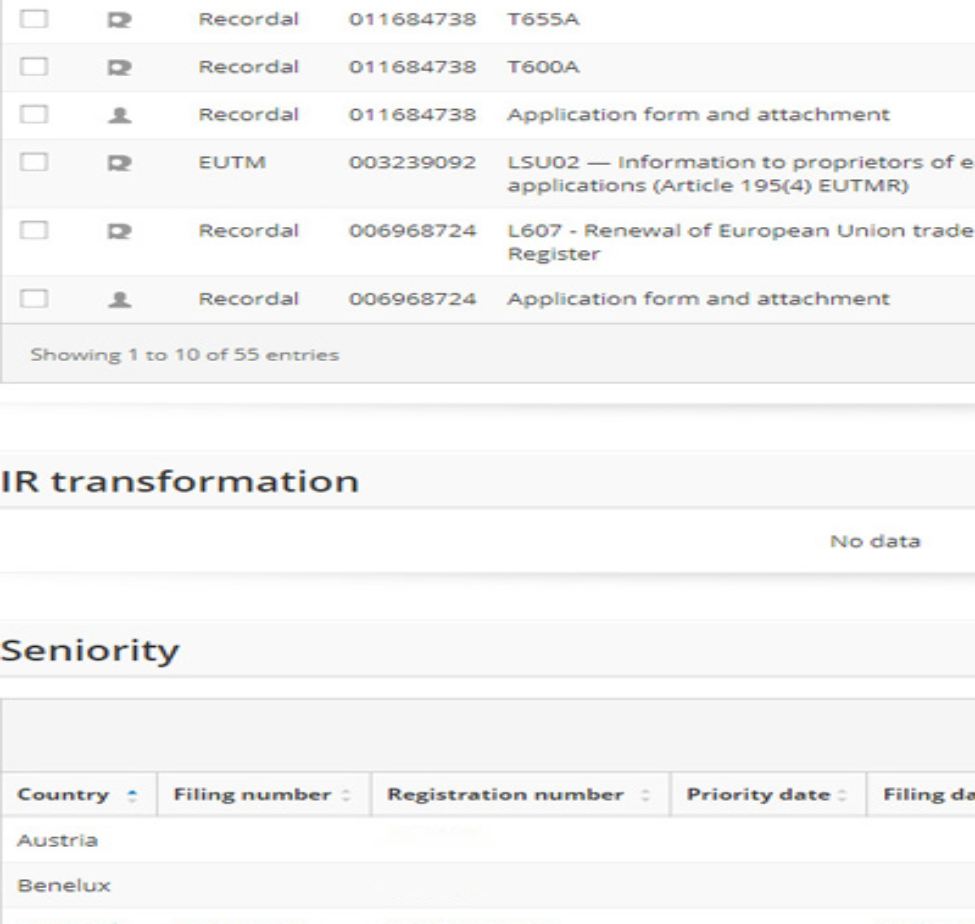 Recordal 011684738 T655A
Recordal 011684738 T600A
Recordal 011684738 Application form and attachment
EUTM 003239092 LSU02 — Information to proprietors of e
applications (Article 195(4) EUTMR)
Recordal 006968724 L607 - Renewal of European Union trade
Register
Recordal 006968724 Application form and attachment
Showing 1 to 10 of 55 entries
IR transformation
No data
Seniority
Country Filing number Registration number Priority date Filing da
Austria
Benelux